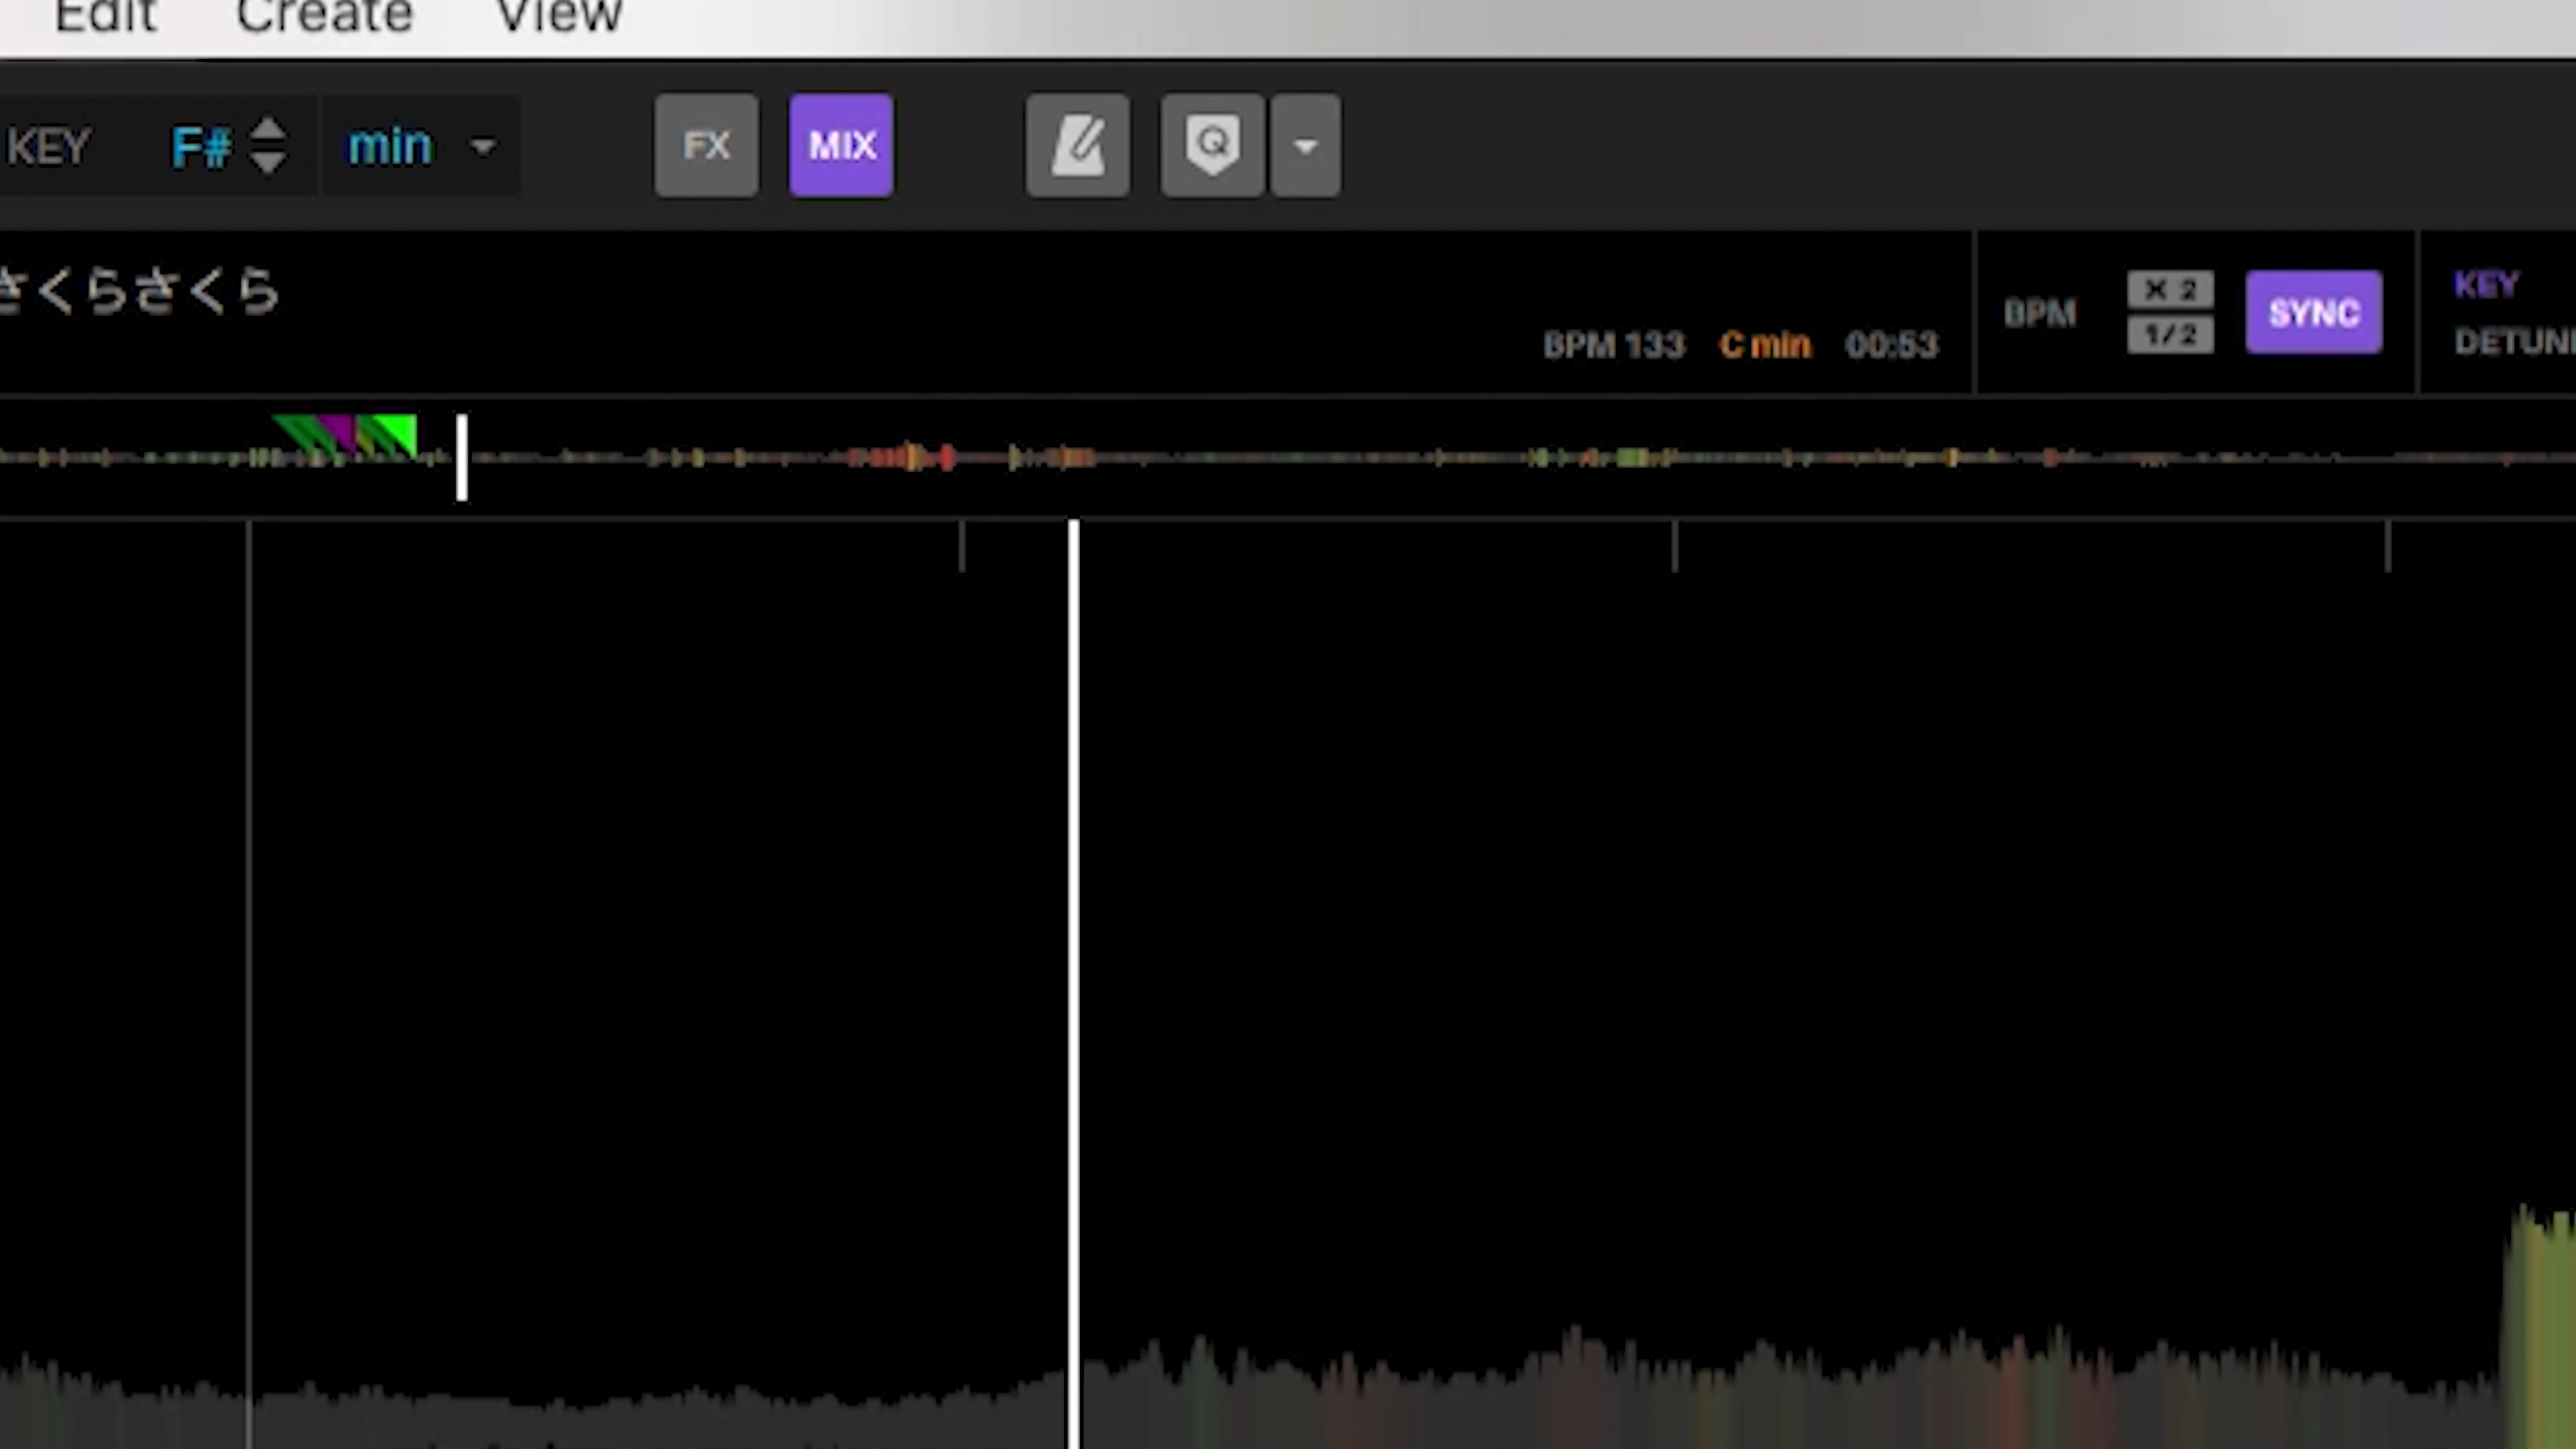 Edit Create View
KEY F# min FX MIX Q
さくらさくら
BPM 133 C min 00:53
BPM X 2 SYNC KEY
1/2 DETUN